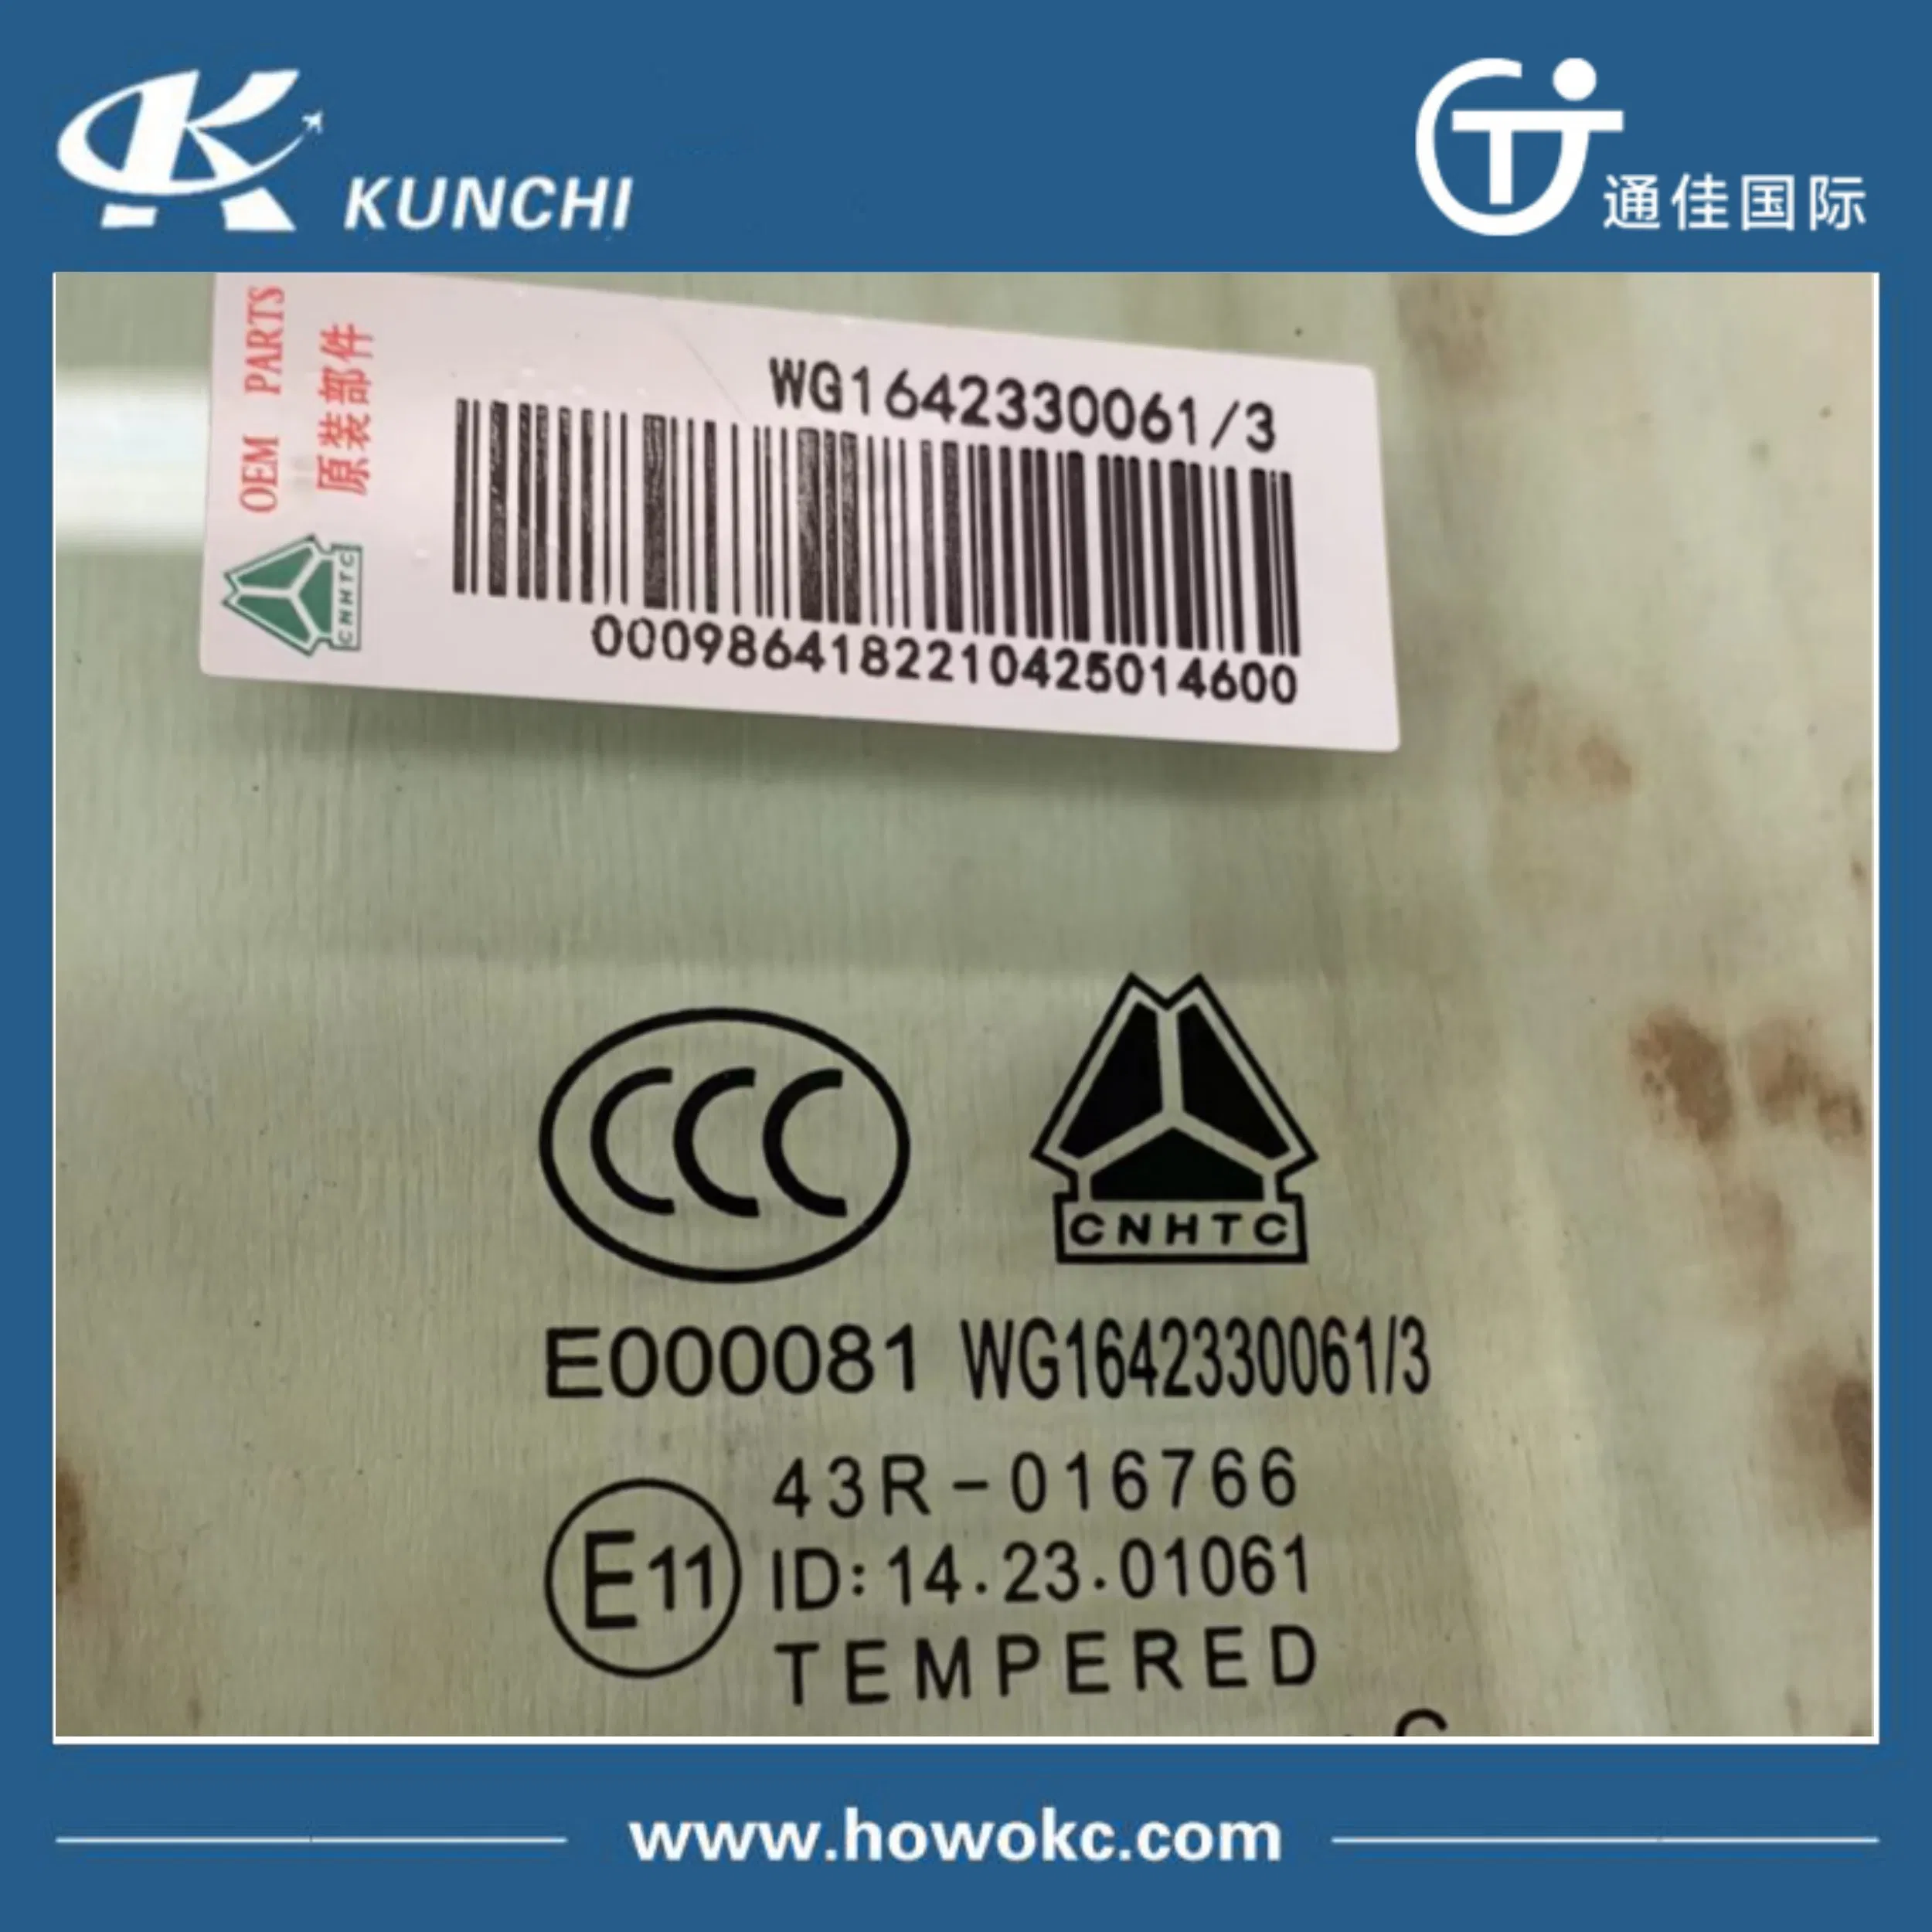 KUNCHI
通佳国际
OEM PARTS
原装部件
CNHTC
WG1642330061/3
0009864182210425014600
CCC
CNHTC
E000081 WG1642330061/3
E11
43R-016766
ID:14.23.01061
TEMPERED
www.howokc.com